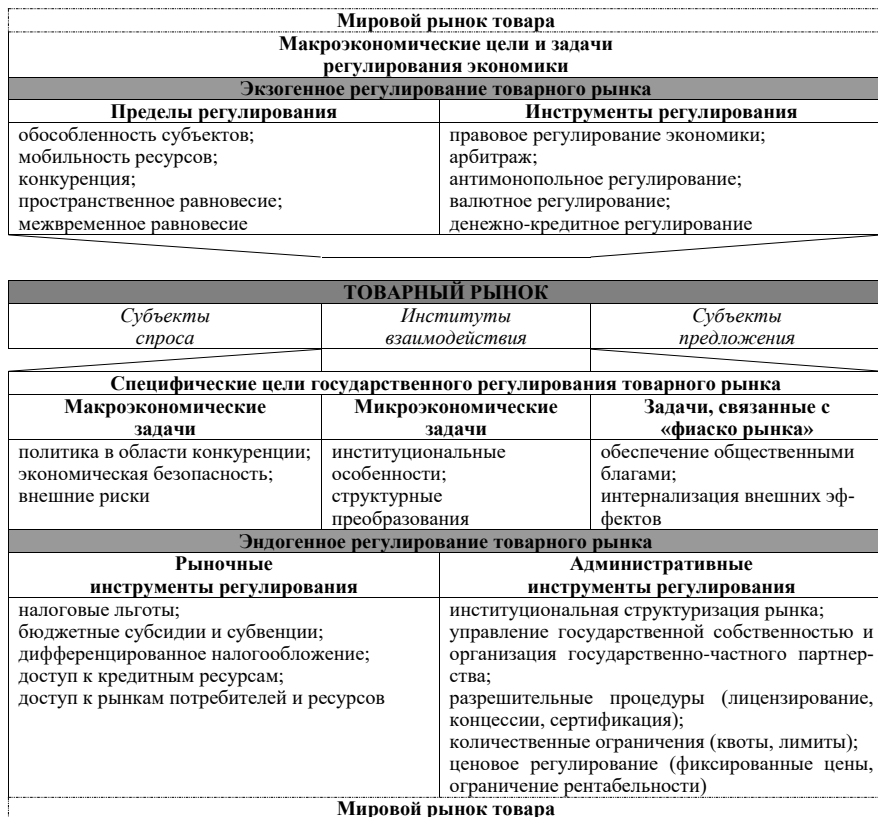 Мировой рынок товара
Макроэкономические цели и задачи
регулирования экономики
Экзогенное регулирование товарного рынка
Пределы регулирования
обособленность субъектов;
мобильность ресурсов;
конкуренция;
пространственное равновесие;
межвременное равновесие
Инструменты регулирования
правовое регулирование экономики;
арбитраж;
антимонопольное регулирование;
валютное регулирование;
денежно-кредитное регулирование
ТОВАРНЫЙ РЫНОК
Субъекты
спроса
Институты
взаимодействия
Субъекты
предложения
Специфические цели государственного регулирования товарного рынка
Макроэкономические
задачи
политика в области конкуренции;
экономическая безопасность;
внешние риски
Микроэкономические
задачи
институциональные
особенности;
структурные
преобразования
Задачи, связанные с
«фиаско рынка»
обеспечение общественными
благами;
интернализация внешних эф-
фектов
Эндогенное регулирование товарного рынка
Рыночные
инструменты регулирования
налоговые льготы;
бюджетные субсидии и субвенции;
дифференцированное налогообложение;
доступ к кредитным ресурсам;
доступ к рынкам потребителей и ресурсов
Административные
инструменты регулирования
институциональная структуризация рынка;
управление государственной собственностью и
организация государственно-частного партнер-
ства;
разрешительные процедуры (лицензирование,
концессии, сертификация);
количественные ограничения (квоты, лимиты);
ценовое регулирование (фиксированные цены,
ограничение рентабельности)
Мировой рынок товара